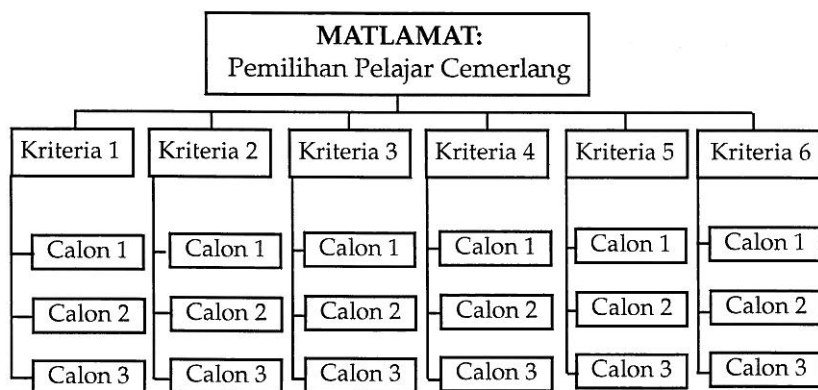 MATLAMAT:
Pemilihan Pelajar Cemerlang
Kriteria 1
Kriteria 2
Kriteria 3
Kriteria 4
Kriteria 5
Kriteria 6
Calon 1
Calon 1
Calon 1
Calon 1
Calon 1
Calon 1
Calon 2
Calon 2
Calon 2
Calon 2
Calon 2
Calon 2
Calon 3
Calon 3
Calon 3
Calon 3
Calon 3
Calon 3